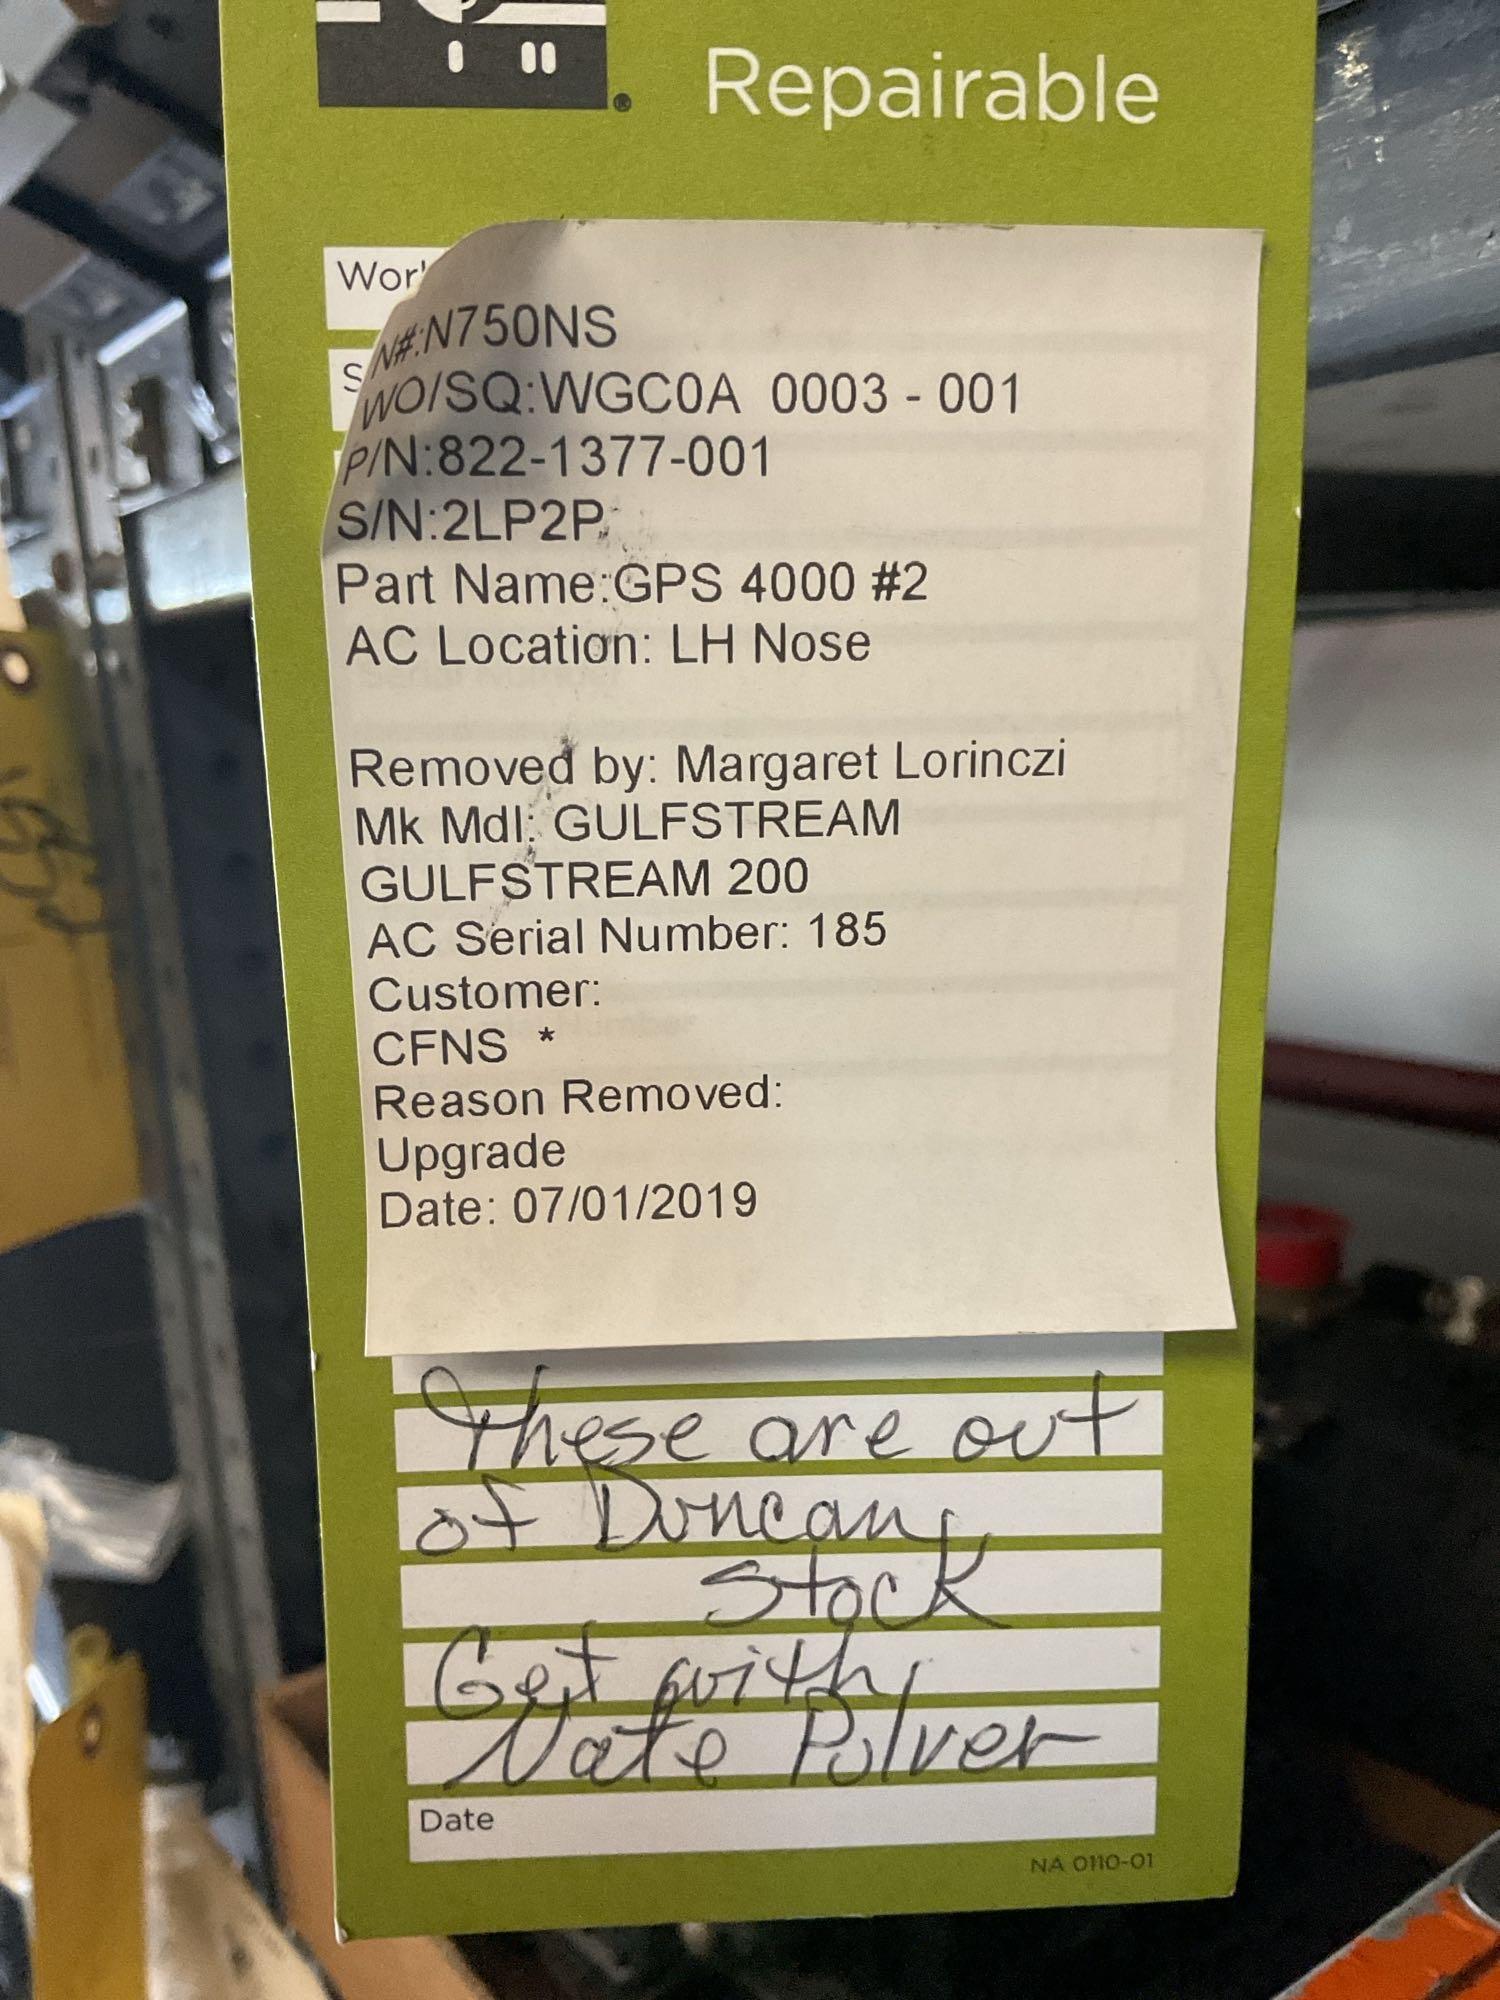 Repairable
N#:N750NS
WO/SQ:WGC0A 0003 - 001
P/N:822-1377-001
S/N:2LP2P
Part Name:GPS 4000 #2
AC Location: LH Nose
Removed by: Margaret Lorinczi
Mk Mdl: GULFSTREAM
GULFSTREAM 200
AC Serial Number: 185
Customer:
CFNS *
Reason Removed:
Upgrade
Date: 07/01/2019
These are out
of Duncan
Stock
Get with
Nate Pulver
Date
NA 0110-01